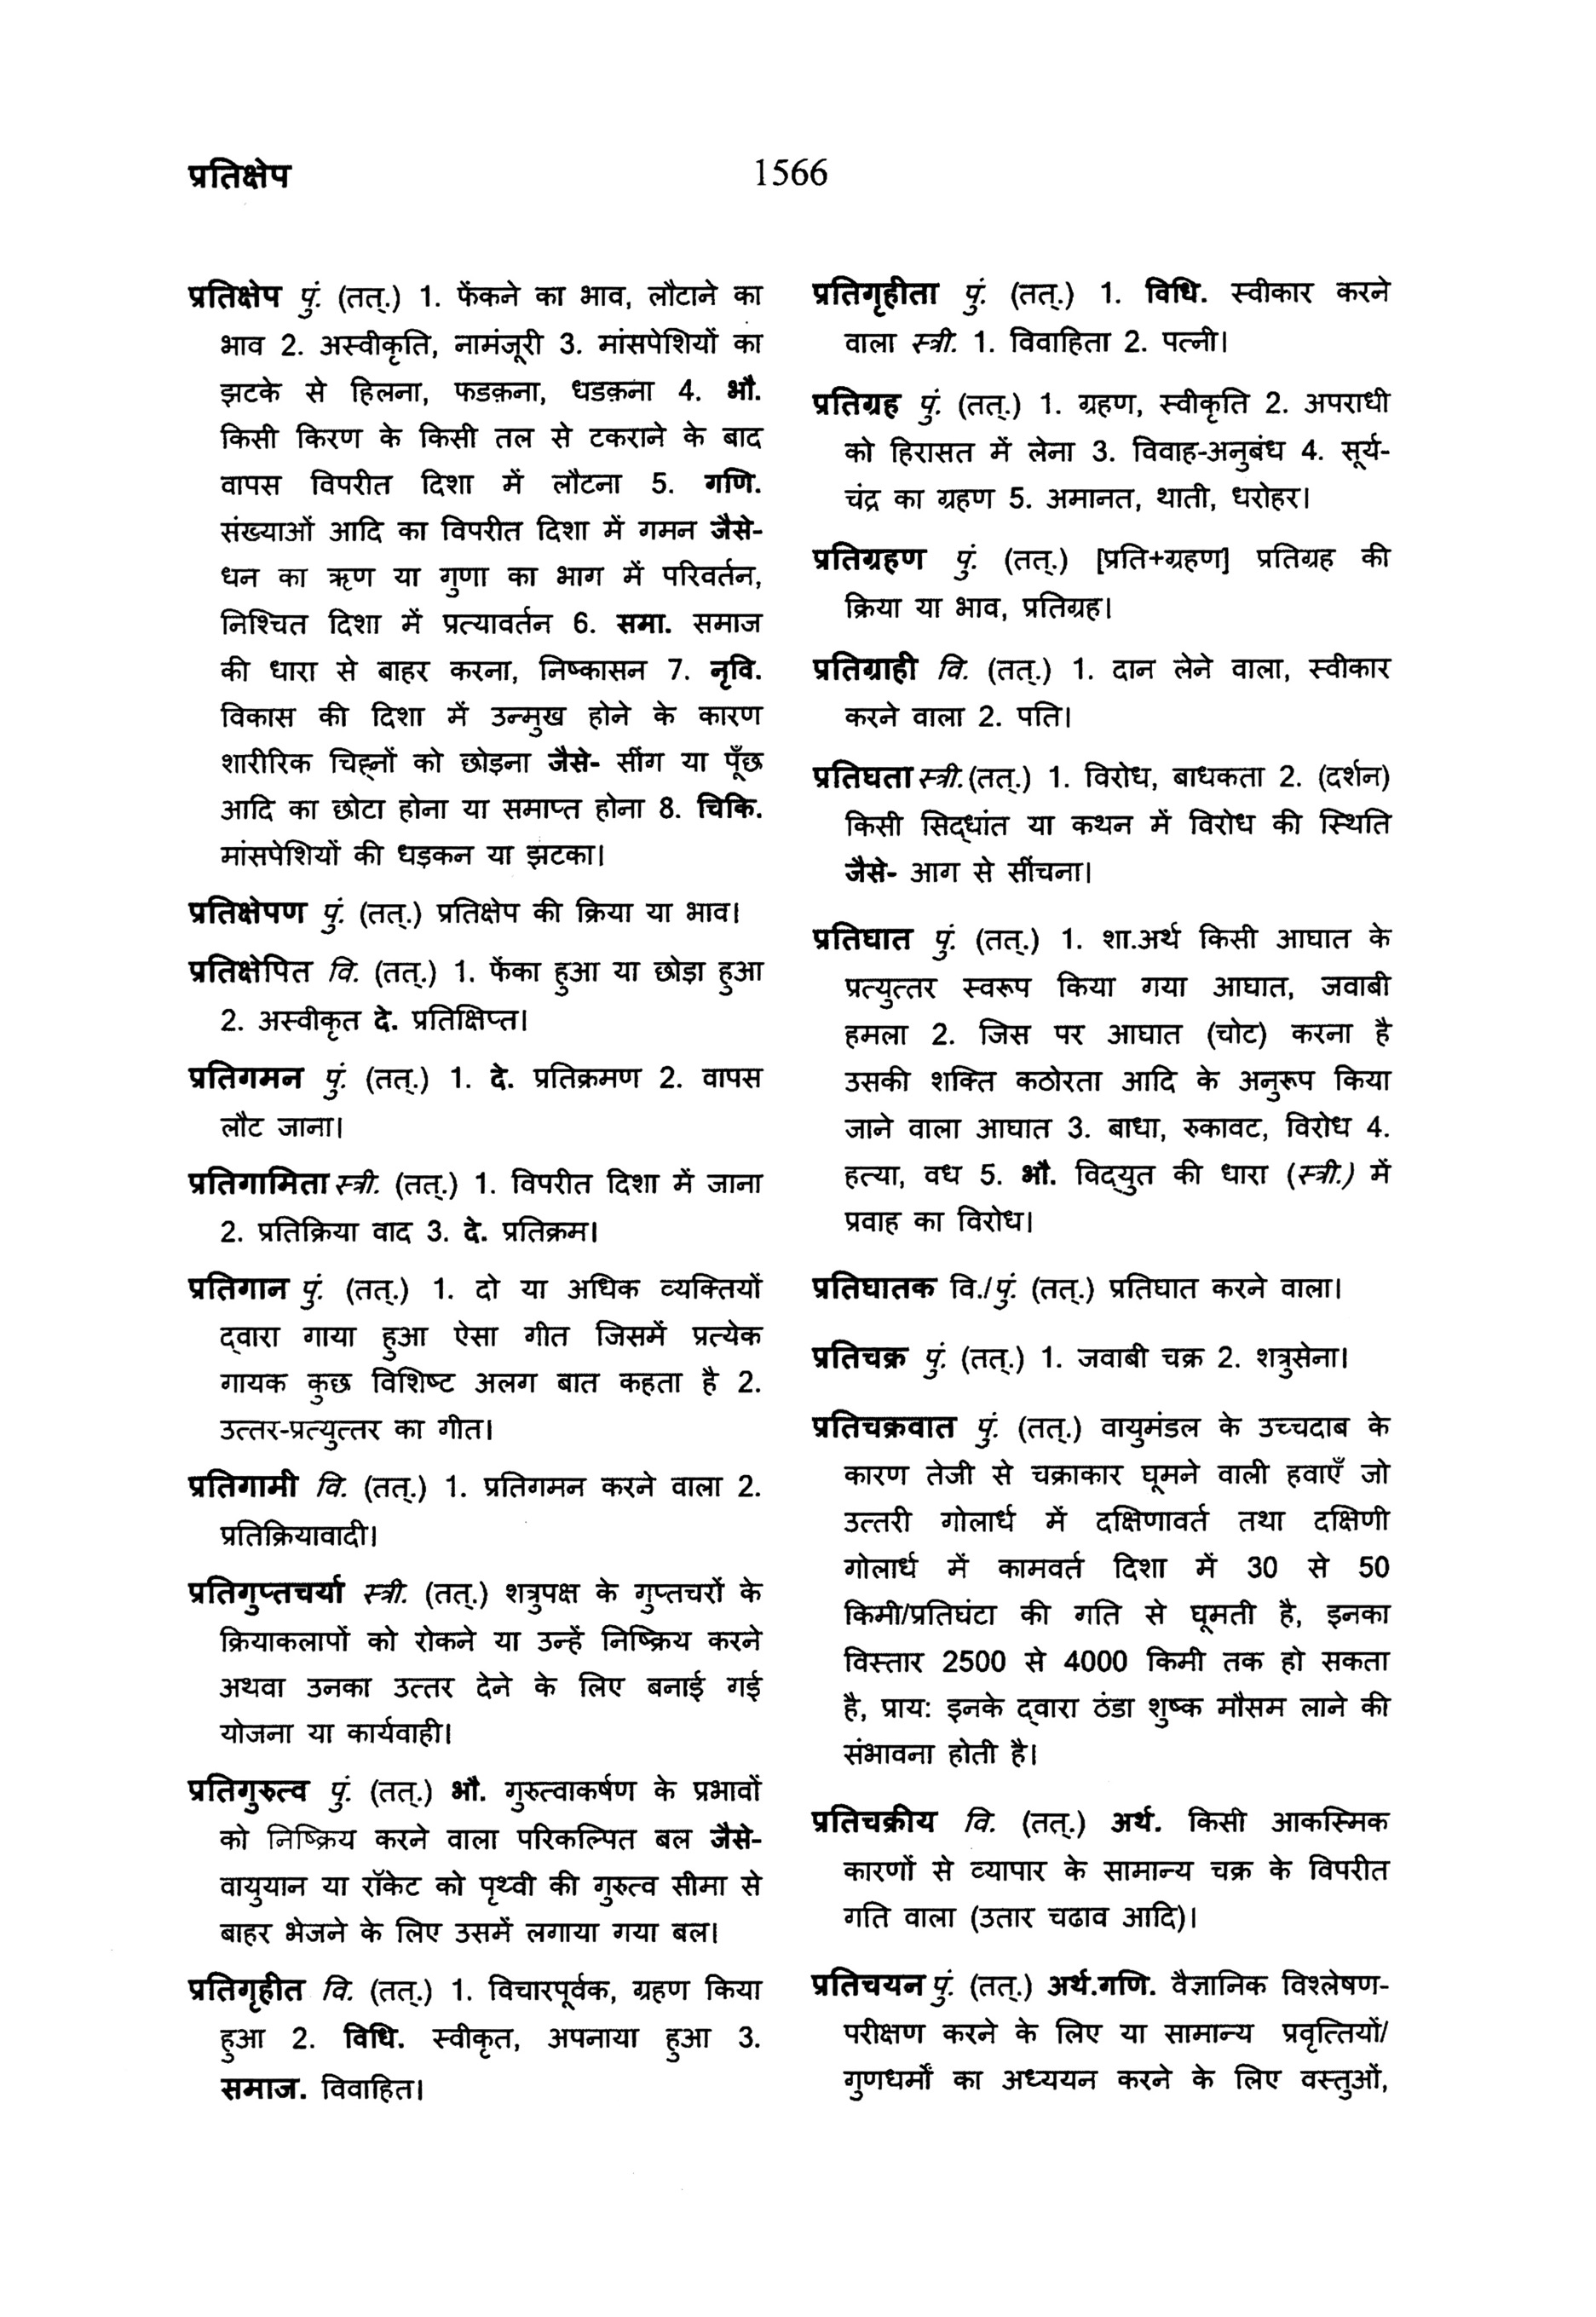 प्रतिक्षेप
1566
प्रतिक्षेप पुं. (तत्.) 1. फेंकने का भाव, लौटाने का
भाव 2. अस्वीकृति, नामंजूरी 3. मांसपेशियों का
झटके से हिलना, फडक़ना, धडक़ना 4. भौ.
किसी किरण के किसी तल से टकराने के बाद
वापस विपरीत दिशा में लौटना 5. गणि.
संख्याओं आदि का विपरीत दिशा में गमन जैसे-
धन का ऋण या गुणा का भाग में परिवर्तन,
निश्चित दिशा में प्रत्यावर्तन 6. समा. समाज
की धारा से बाहर करना, निष्कासन 7. नृवि.
विकास की दिशा में उन्मुख होने के कारण
शारीरिक चिह्नों को छोड़ना जैसे- सींग या पूँछ
आदि का छोटा होना या समाप्त होना 8. चिकि.
मांसपेशियों की धड़कन या झटका।
प्रतिक्षेपण पुं. (तत्.) प्रतिक्षेप की क्रिया या भाव।
प्रतिक्षेपित वि. (तत्.) 1. फेंका हुआ या छोड़ा हुआ
2. अस्वीकृत दे. प्रतिक्षिप्त।
प्रतिगमन पुं. (तत्.) 1. दे. प्रतिक्रमण 2. वापस
लौट जाना।
प्रतिगामिता स्त्री. (तत्.) 1. विपरीत दिशा में जाना
2. प्रतिक्रिया वाद 3. दे. प्रतिक्रम।
प्रतिगान पुं. (तत्.) 1. दो या अधिक व्यक्तियों
द्वारा गाया हुआ ऐसा गीत जिसमें प्रत्येक
गायक कुछ विशिष्ट अलग बात कहता है 2.
उत्तर-प्रत्युत्तर का गीत।
प्रतिगामी वि. (तत्.) 1. प्रतिगमन करने वाला 2.
प्रतिक्रियावादी।
प्रतिगुप्तचर्या स्त्री. (तत्.) शत्रुपक्ष के गुप्तचरों के
क्रियाकलापों को रोकने या उन्हें निष्क्रिय करने
अथवा उनका उत्तर देने के लिए बनाई गई
योजना या कार्यवाही।
प्रतिगुरुत्व पुं. (तत्.) भौ. गुरुत्वाकर्षण के प्रभावों
को निष्क्रिय करने वाला परिकल्पित बल जैसे-
वायुयान या रॉकेट को पृथ्वी की गुरुत्व सीमा से
बाहर भेजने के लिए उसमें लगाया गया बल।
प्रतिगृहीत वि. (तत्.) 1. विचारपूर्वक, ग्रहण किया
हुआ 2. विधि. स्वीकृत, अपनाया हुआ 3.
समाज. विवाहित।
प्रतिगृहीता पुं. (तत्.) 1. विधि. स्वीकार करने
वाला स्त्री. 1. विवाहिता 2. पत्नी।
प्रतिग्रह पुं. (तत्.) 1. ग्रहण, स्वीकृति 2. अपराधी
को हिरासत में लेना 3. विवाह-अनुबंध 4. सूर्य-
चंद्र का ग्रहण 5. अमानत, थाती, धरोहर।
प्रतिग्रहण पुं. (तत्.) [प्रति+ग्रहण] प्रतिग्रह की
क्रिया या भाव, प्रतिग्रह।
प्रतिग्राही वि. (तत्.) 1. दान लेने वाला, स्वीकार
करने वाला 2. पति।
प्रतिघता स्त्री. (तत्.) 1. विरोध, बाधकता 2. (दर्शन)
किसी सिद्धांत या कथन में विरोध की स्थिति
जैसे- आग से सींचना।
प्रतिघात पुं. (तत्.) 1. शा.अर्थ किसी आघात के
प्रत्युत्तर स्वरूप किया गया आघात, जवाबी
हमला 2. जिस पर आघात (चोट) करना है
उसकी शक्ति कठोरता आदि के अनुरूप किया
जाने वाला आघात 3. बाधा, रुकावट, विरोध 4.
हत्या, वध 5. भौ. विद्युत की धारा (स्त्री.) में
प्रवाह का विरोध।
प्रतिघातक वि./पुं. (तत्.) प्रतिघात करने वाला।
प्रतिचक्र पुं. (तत्.) 1. जवाबी चक्र 2. शत्रुसेना।
प्रतिचक्रवात पुं. (तत्.) वायुमंडल के उच्चदाब के
कारण तेजी से चक्राकार घूमने वाली हवाएँ जो
उत्तरी गोलार्ध में दक्षिणावर्त तथा दक्षिणी
गोलार्ध में कामवर्त दिशा में 30 से 50
किमी/प्रतिघंटा की गति से घूमती है, इनका
विस्तार 2500 से 4000 किमी तक हो सकता
है, प्राय: इनके द्वारा ठंडा शुष्क मौसम लाने की
संभावना होती है।
प्रतिचक्रीय वि. (तत्.) अर्थ. किसी आकस्मिक
कारणों से व्यापार के सामान्य चक्र के विपरीत
गति वाला (उतार चढाव आदि)।
प्रतिचयन पुं. (तत्.) अर्थ.गणि. वैज्ञानिक विश्लेषण-
परीक्षण करने के लिए या सामान्य प्रवृत्तियों/
गुणधर्मों का अध्ययन करने के लिए वस्तुओं,